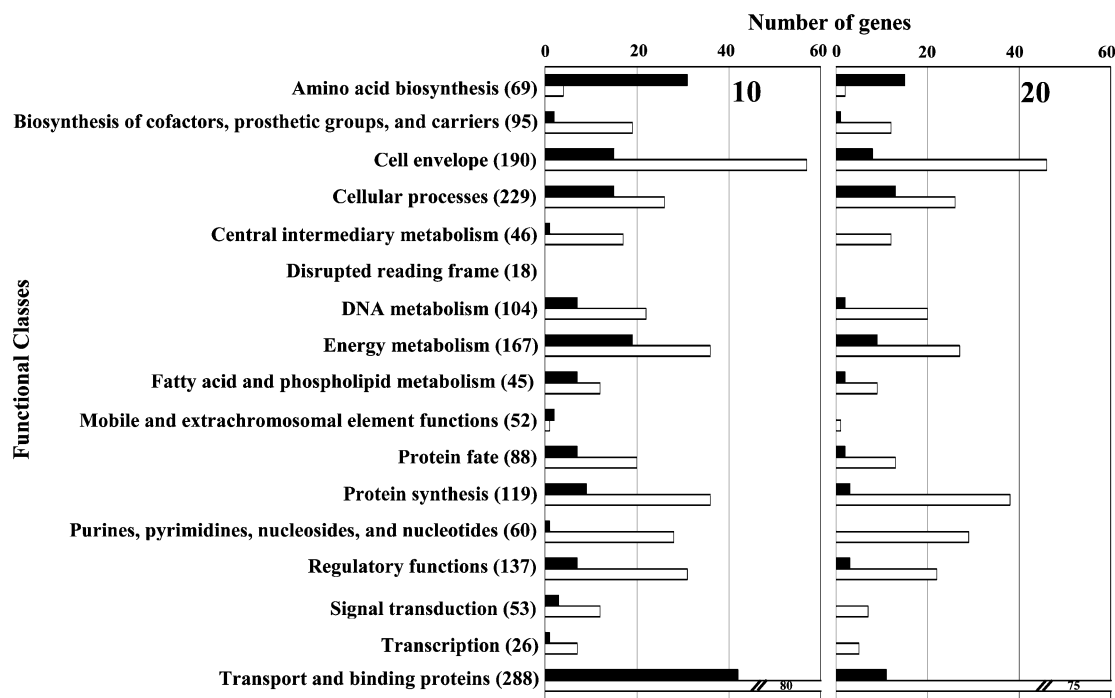 Number of genes
0 20 40 60 0 20 40 60
10 20
Functional Classes
Amino acid biosynthesis (69)
Biosynthesis of cofactors, prosthetic groups, and carriers (95)
Cell envelope (190)
Cellular processes (229)
Central intermediary metabolism (46)
Disrupted reading frame (18)
DNA metabolism (104)
Energy metabolism (167)
Fatty acid and phospholipid metabolism (45)
Mobile and extrachromosomal element functions (52)
Protein fate (88)
Protein synthesis (119)
Purines, pyrimidines, nucleosides, and nucleotides (60)
Regulatory functions (137)
Signal transduction (53)
Transcription (26)
Transport and binding proteins (288)
80 75